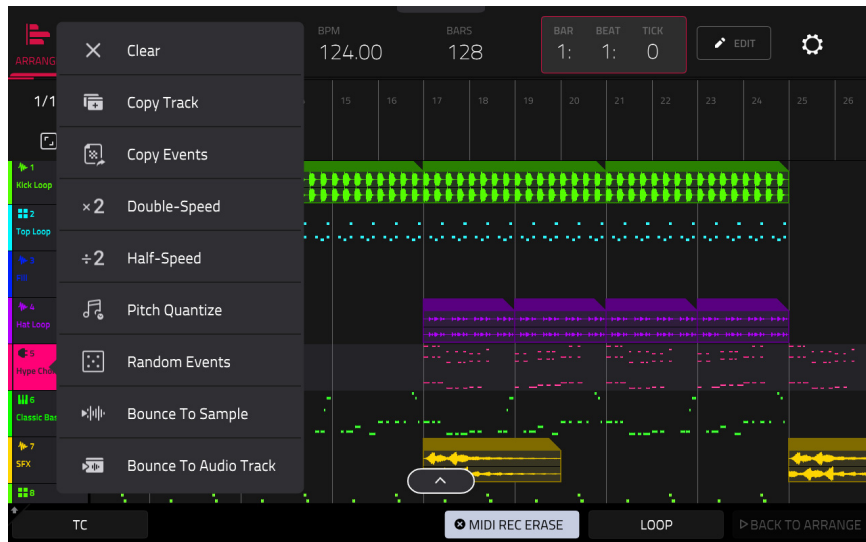 ARRANG
BPM
124.00
BARS
128
BAR BEAT TICK
1: 1: 0
EDIT
1/1
15 16 17 18 19 20 21 22 23 24 25 26
Clear
Copy Track
Copy Events
×2 Double-Speed
÷2 Half-Speed
Pitch Quantize
Random Events
Bounce To Sample
Bounce To Audio Track
1
Kick Loop
2
Top Loop
3
4
Hat Loop
5
Hype Cho
6
Classic Bas
7
SFX
8
TC
MIDI REC ERASE
LOOP
BACK TO ARRANGE